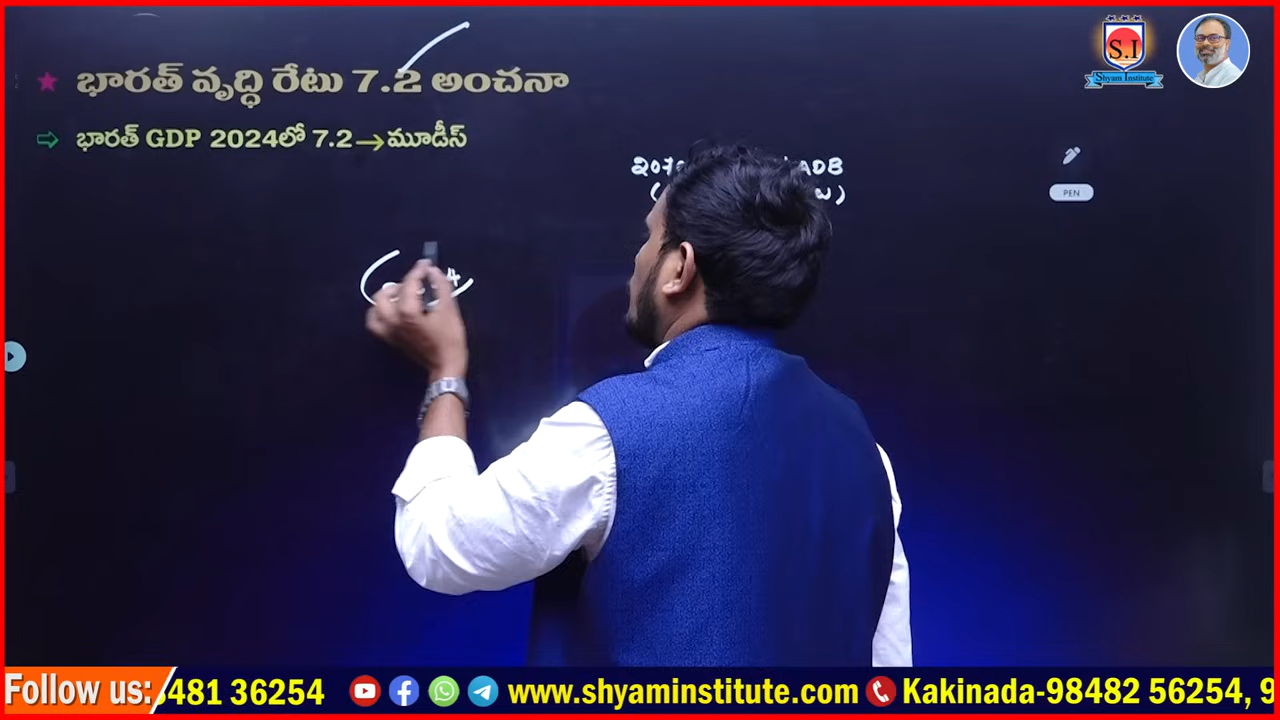 భారత్ వృద్ధి రేటు 7.2 అంచనా
భారత్ GDP 2024లో 7.2→మూడీస్
S.I
Shyam Institute
PEN
Follow us:
481 36254
www.shyaminstitute.com
Kakinada-98482 56254, 9